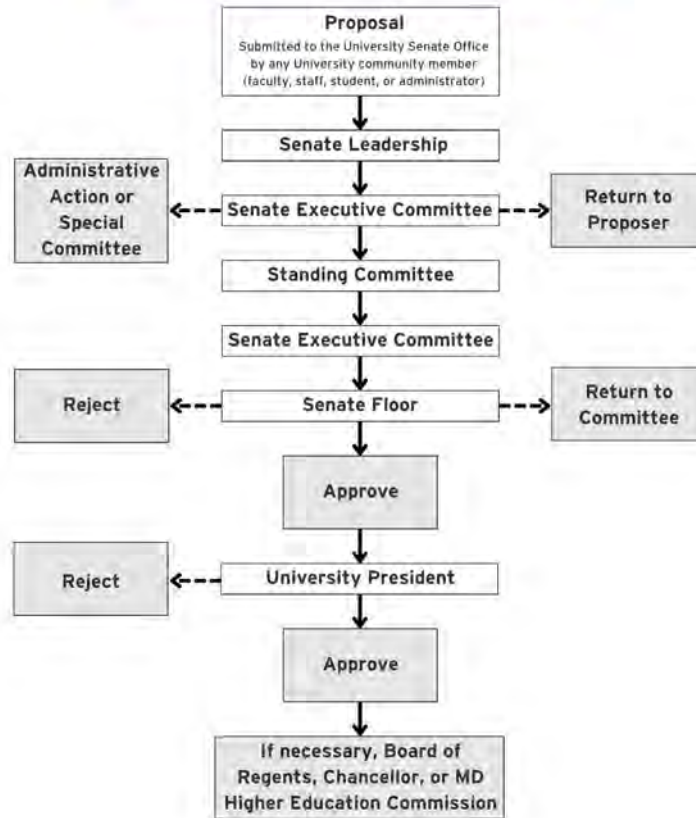 Proposal
Submitted to the University Senate Office
by any University community member
(faculty, staff, student, or administrator)
Senate Leadership
Administrative
Action or
Special
Committee
Senate Executive Committee
Return to
Proposer
Standing Committee
Senate Executive Committee
Reject
Senate Floor
Return to
Committee
Approve
Reject
University President
Approve
If necessary, Board of
Regents, Chancellor, or MD
Higher Education Commission